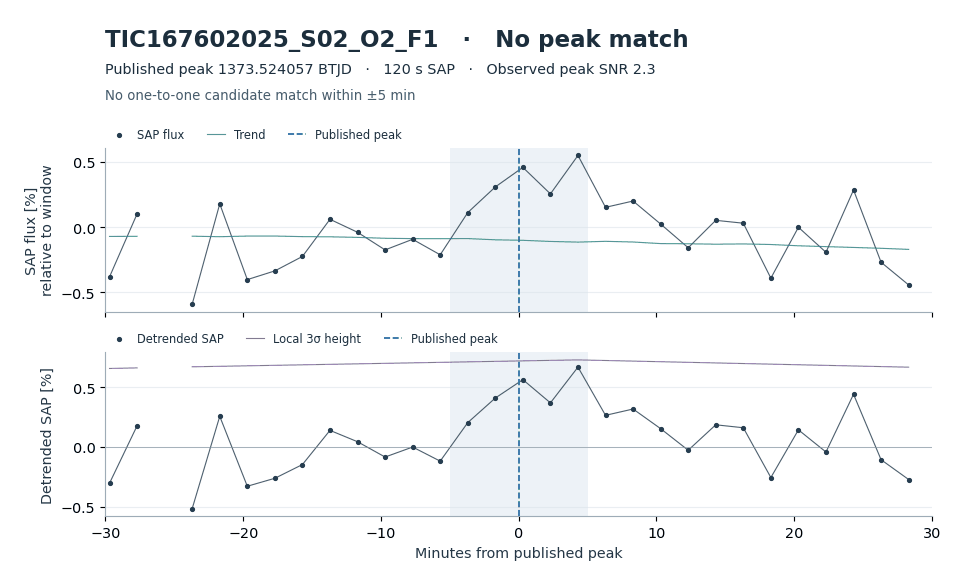 TIC167602025_S02_O2_F1 · No peak match
Published peak 1373.524057 BTJD · 120 s SAP · Observed peak SNR 2.3
No one-to-one candidate match within ±5 min
SAP flux Trend Published peak
SAP flux [%]
relative to window
0.5
0.0
−0.5
Detrended SAP Local 3σ height Published peak
Detrended SAP [%]
0.5
0.0
−0.5
−30 −20 −10 0 10 20 30
Minutes from published peak